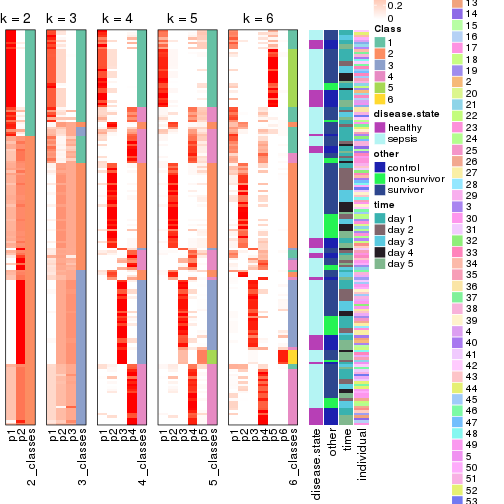 k = 2
k = 3
k = 4
k = 5
k = 6
p1
p2
2_classes
p1
p2
p3
3_classes
p1
p2
p3
p4
4_classes
p1
p2
p3
p4
p5
5_classes
p1
p2
p3
p4
p5
p6
6_classes
disease.state
other
time
individual
0.2
0
Class
1
2
3
4
5
6
disease.state
healthy
sepsis
other
control
non-survivor
survivor
time
day 1
day 2
day 3
day 4
day 5
13
14
15
16
17
18
19
2
20
21
22
23
24
25
26
27
28
29
3
30
31
32
33
34
35
36
37
38
39
4
40
41
42
43
44
45
46
47
48
49
5
50
51
52
53